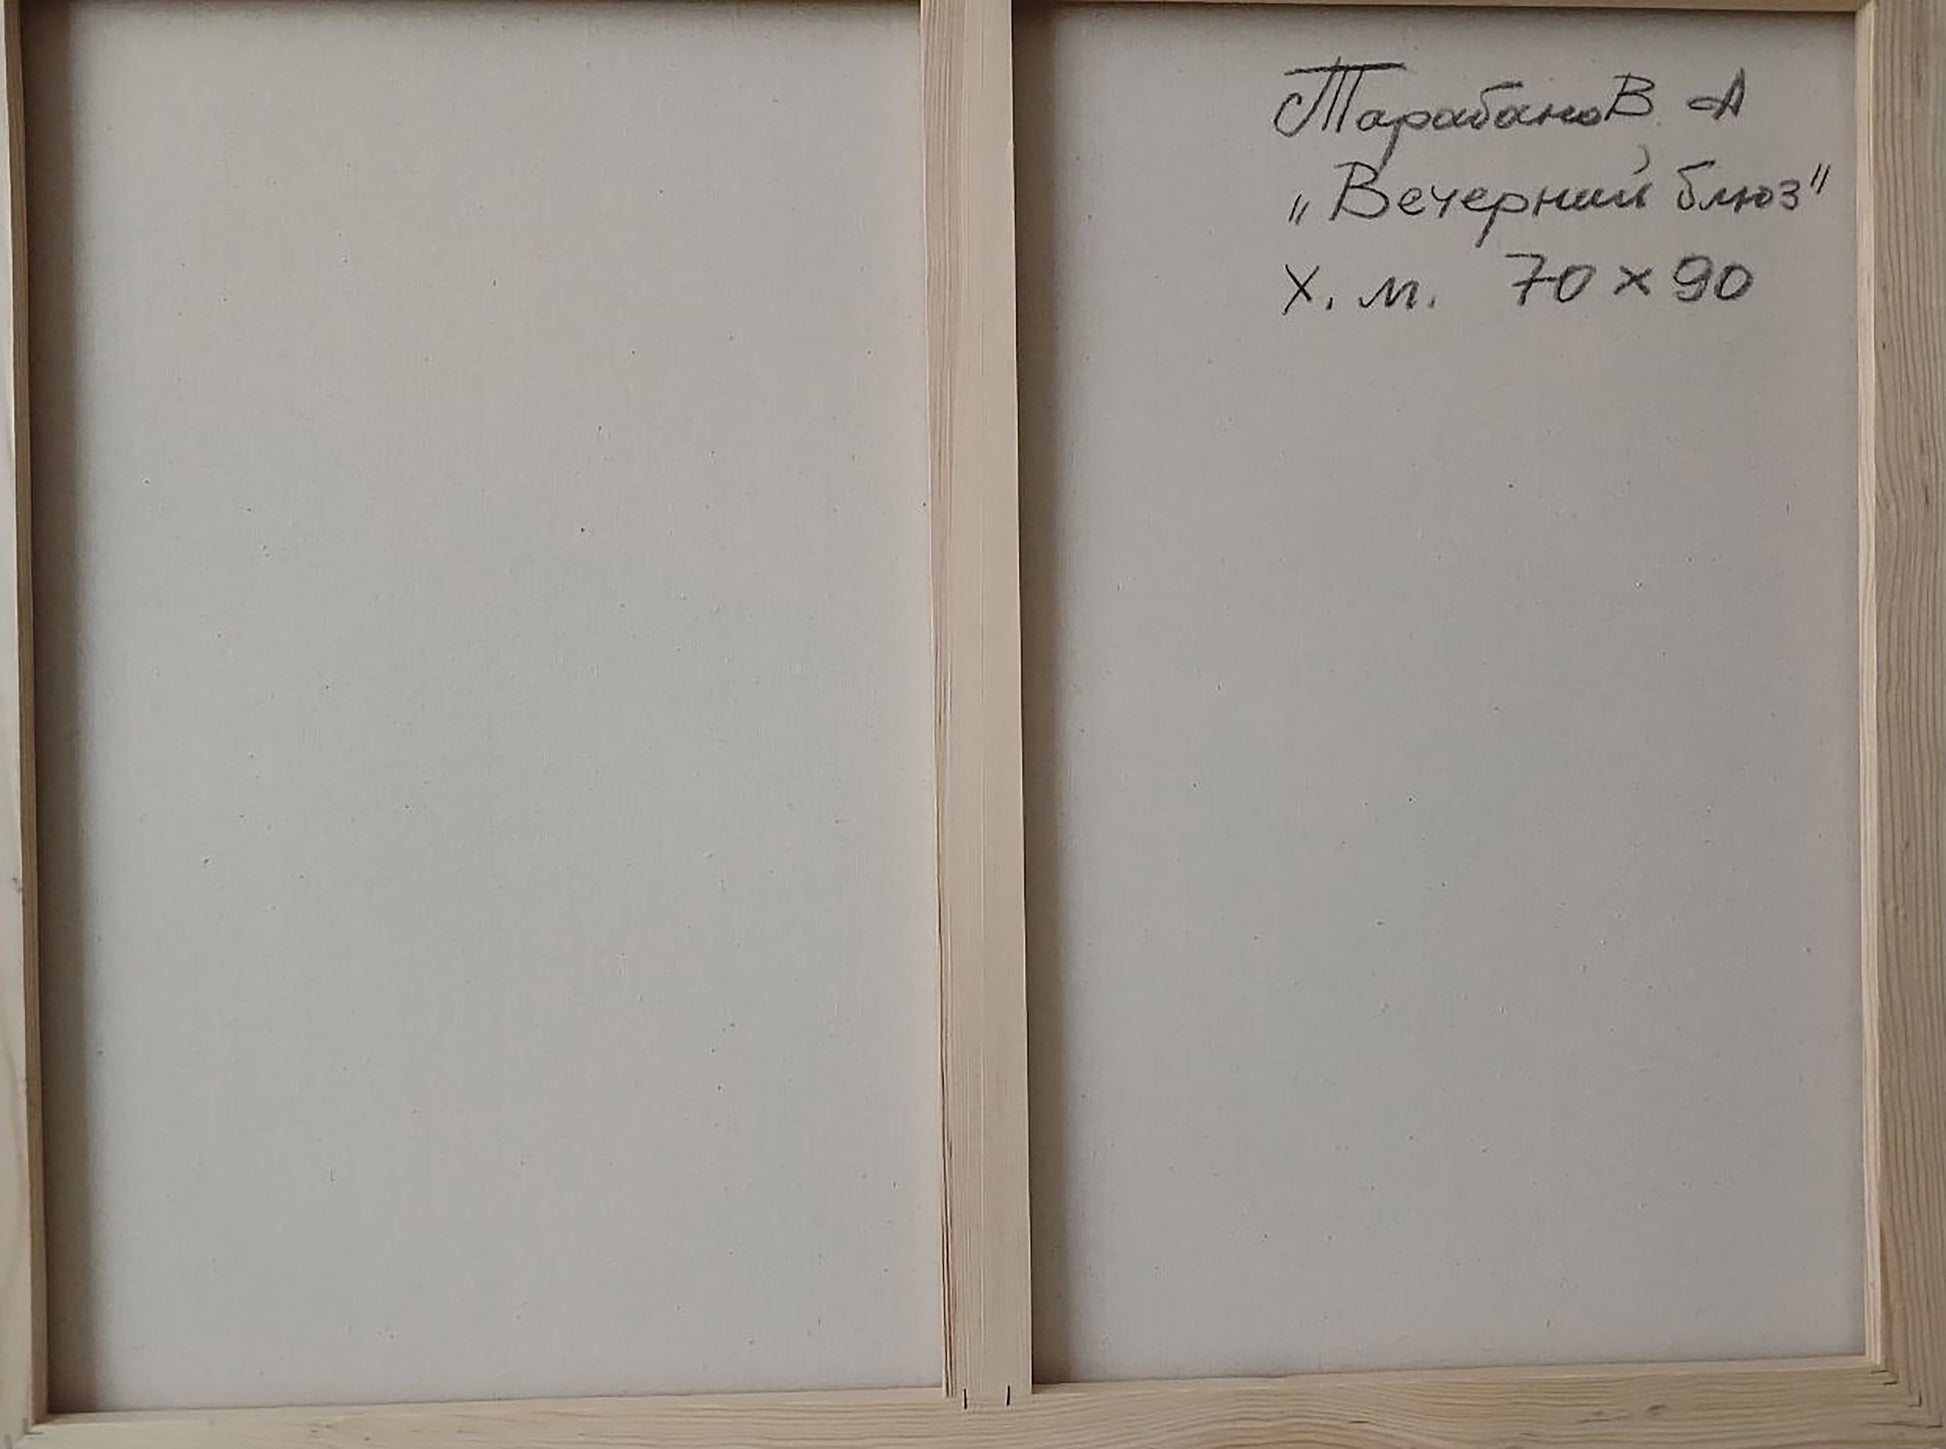 Тарабанов А
„Вечерний блюз"
Х. м. 70 х 90